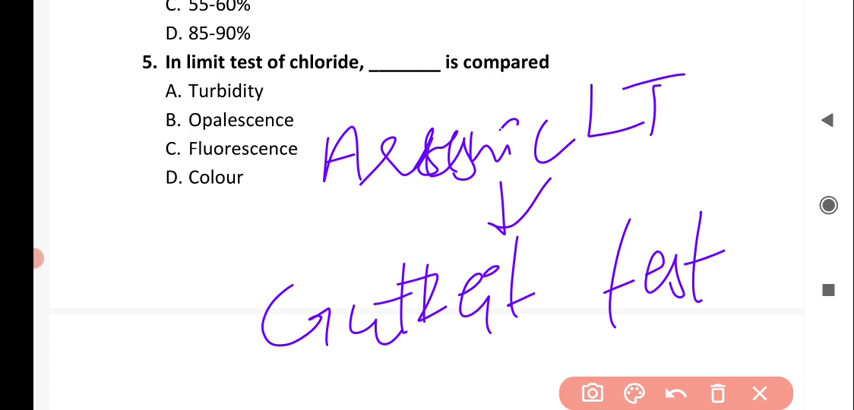 C. 55-60%
D. 85-90%
5. In limit test of chloride, _______ is compared
A. Turbidity
B. Opalescence
C. Fluorescence
D. Colour
Arsenic LT
Gutzeit test